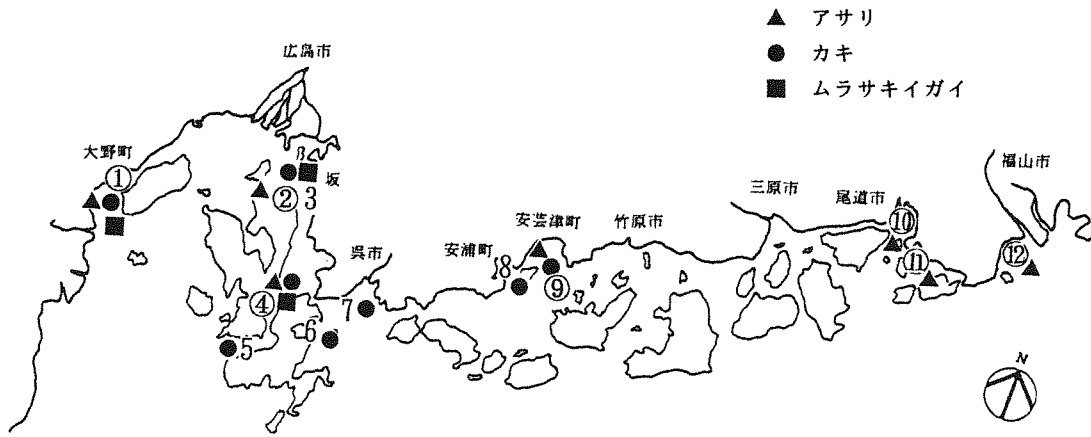 ▲ アサリ
● カキ
■ ムラサキイガイ
広島市
大野町
①
② 3
坂
福山市
三原市
尾道市
⑩
安芸津町
竹原市
呉市
安浦町
8
⑪
⑫
④
7
⑨
6
5
N